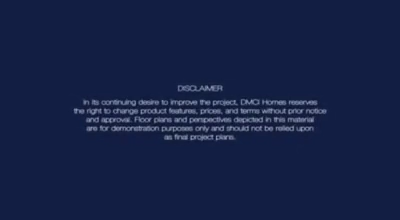 DISCLAIMER
In its continuing desire to improve the project, DMCI Homes reserves
the right to change product features, prices, and terms without prior notice
and approval. Floor plans and perspectives depicted in this material
are for demonstration purposes only and should not be relied upon
as final project plans.